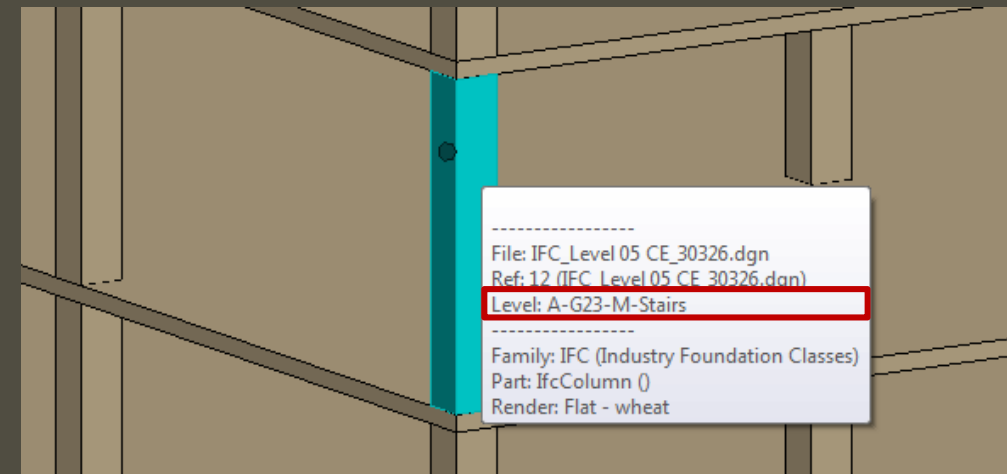 -----------------
File: IFC_Level 05 CE_30326.dgn
Ref: 12 (IFC_Level 05 CE_30326.dgn)
Level: A-G23-M-Stairs
-----------------
Family: IFC (Industry Foundation Classes)
Part: IfcColumn ()
Render: Flat - wheat